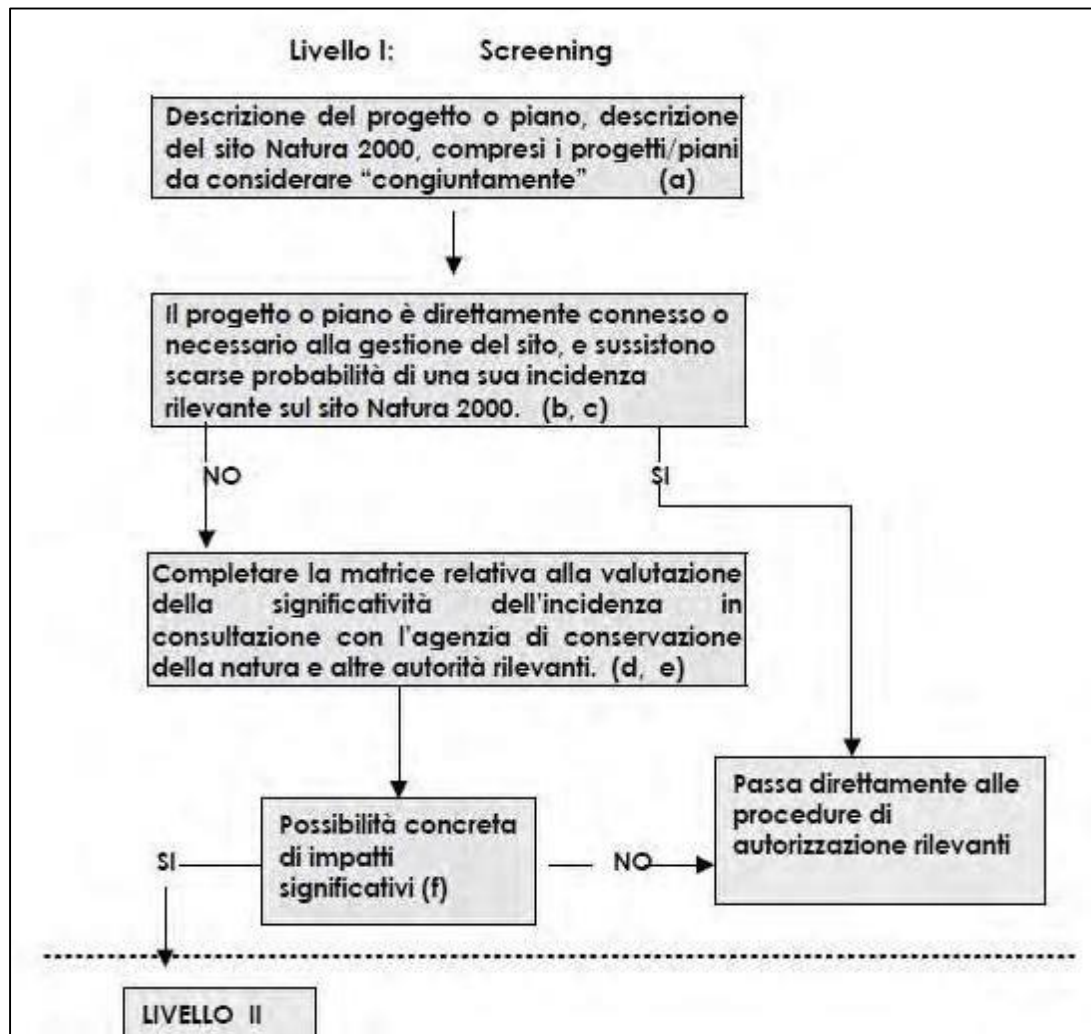 Livello I: Screening
Descrizione del progetto o piano, descrizione
del sito Natura 2000, compresi i progetti/piani
da considerare “congiuntamente” (a)
Il progetto o piano è direttamente connesso o
necessario alla gestione del sito, e sussistono
scarse probabilità di una sua incidenza
rilevante sul sito Natura 2000. (b, c)
NO
SI
Completare la matrice relativa alla valutazione
della significatività dell’incidenza in
consultazione con l’agenzia di conservazione
della natura e altre autorità rilevanti. (d, e)
Passa direttamente alle
procedure di
autorizzazione rilevanti
Possibilità concreta
di impatti
significativi (f)
SI
NO
LIVELLO II